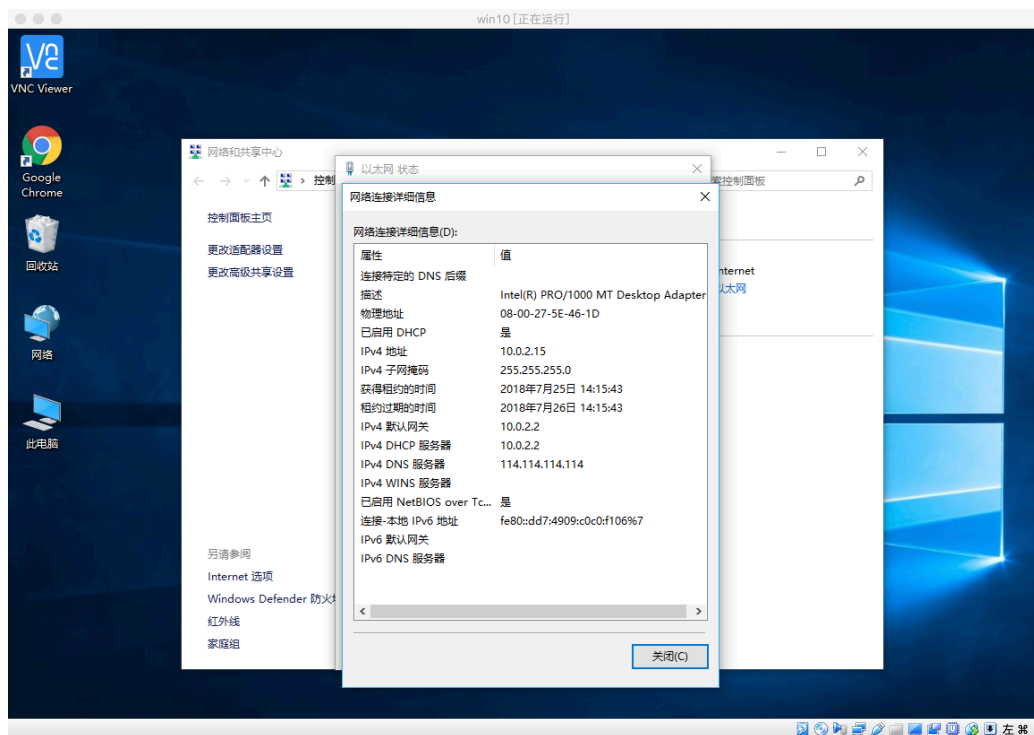 win10 [正在运行]
VNC Viewer
Google
Chrome
回收站
网络
此电脑
网络和共享中心
控制
控制面板
控制面板主页
更改适配器设置
更改高级共享设置
nternet
以太网
另请参阅
Internet 选项
Windows Defender 防火
红外线
家庭组
以太网 状态
网络连接详细信息
网络连接详细信息(D):
属性 值
连接特定的 DNS 后缀
描述 Intel(R) PRO/1000 MT Desktop Adapter
物理地址 08-00-27-5E-46-1D
已启用 DHCP 是
IPv4 地址 10.0.2.15
IPv4 子网掩码 255.255.255.0
获得租约的时间 2018年7月25日 14:15:43
租约过期的时间 2018年7月26日 14:15:43
IPv4 默认网关 10.0.2.2
IPv4 DHCP 服务器 10.0.2.2
IPv4 DNS 服务器 114.114.114.114
IPv4 WINS 服务器
已启用 NetBIOS over Tc... 是
连接-本地 IPv6 地址 fe80::dd7:4909:c0c0:f106%7
IPv6 默认网关
IPv6 DNS 服务器
关闭(C)
左 ⌘